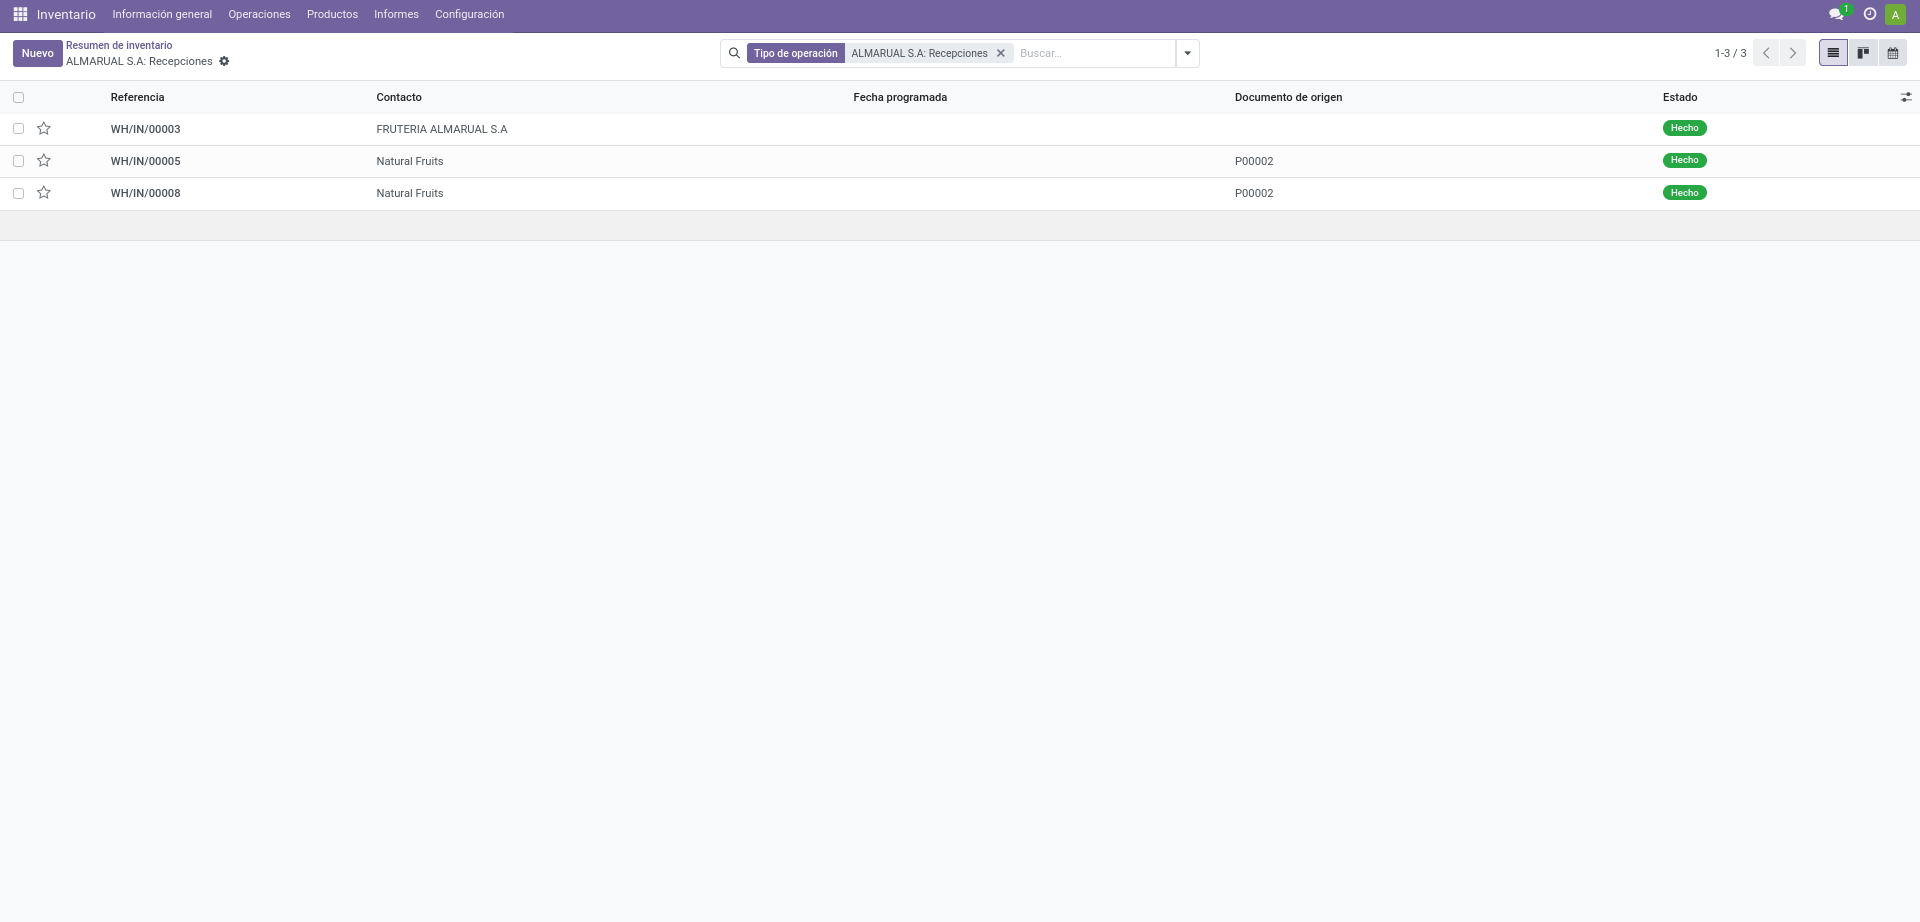 Inventario Información general Operaciones Productos Informes Configuración 1 A
Nuevo Resumen de inventario
ALMARUAL S.A: Recepciones
Tipo de operación ALMARUAL S.A: Recepciones Buscar... 1-3 / 3
Referencia Contacto Fecha programada Documento de origen Estado
WH/IN/00003 FRUTERIA ALMARUAL S.A Hecho
WH/IN/00005 Natural Fruits P00002 Hecho
WH/IN/00008 Natural Fruits P00002 Hecho